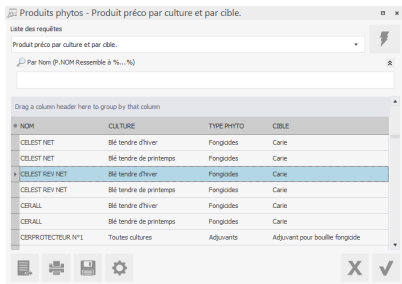 Produits phytos - Produit préco par culture et par cible.
Liste des requêtes
Produit préco par culture et par cible.
Par Nom (P.NOM Ressemble à %...%)
Drag a column header here to group by that column
NOM CULTURE TYPE PHYTO CIBLE
CELEST NET Blé tendre d'hiver Fongicides Carie
CELEST NET Blé tendre de printemps Fongicides Carie
CELEST REV NET Blé tendre d'hiver Fongicides Carie
CELEST REV NET Blé tendre de printemps Fongicides Carie
CERALL Blé tendre d'hiver Fongicides Carie
CERALL Blé tendre de printemps Fongicides Carie
CERPROTECTEUR N°1 Toutes cultures Adjuvants Adjuvant pour bouillie fongicide